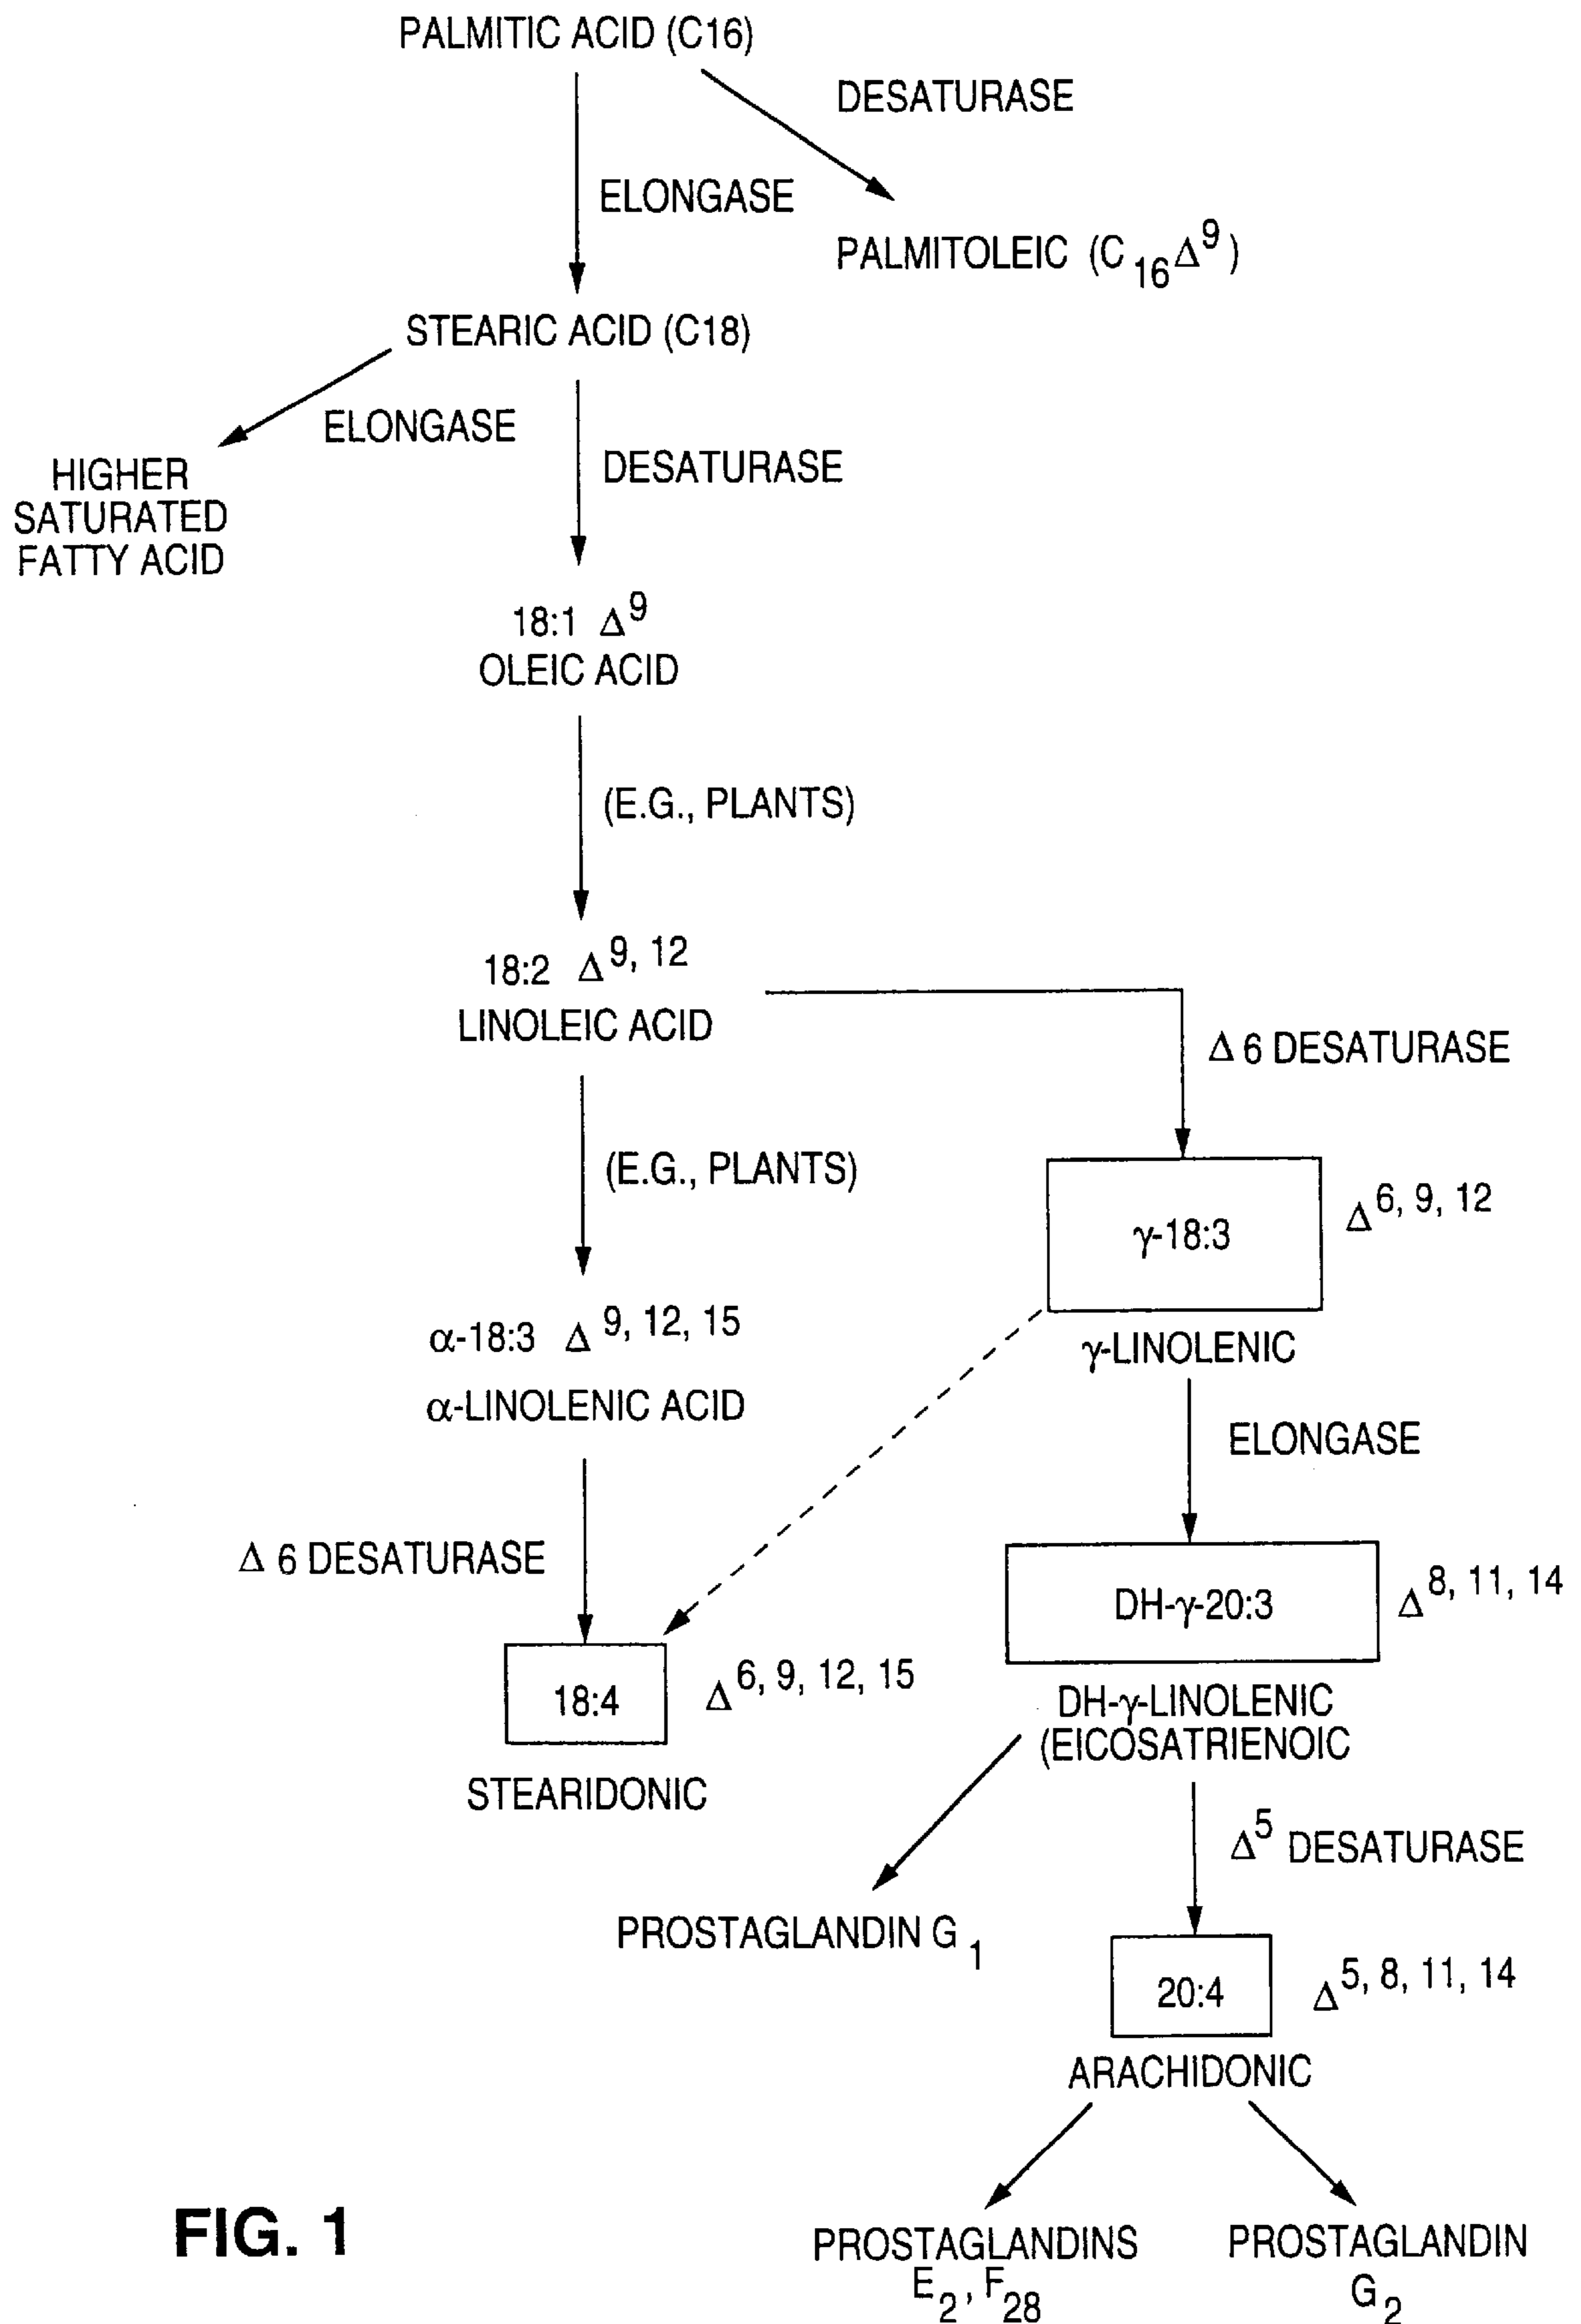 PALMITIC ACID (C16)
DESATURASE
ELONGASE
PALMITOLEIC (C₁₆Δ⁹)
STEARIC ACID (C18)
ELONGASE
DESATURASE
HIGHER
SATURATED
FATTY ACID
18:1 Δ⁹
OLEIC ACID
(E.G., PLANTS)
18:2 Δ⁹, ¹²
LINOLEIC ACID
Δ 6 DESATURASE
(E.G., PLANTS)
γ-18:3 Δ⁶, ⁹, ¹²
α-18:3 Δ⁹, ¹², ¹⁵
γ-LINOLENIC
α-LINOLENIC ACID
ELONGASE
Δ 6 DESATURASE
DH-γ-20:3 Δ⁸, ¹¹, ¹⁴
18:4 Δ⁶, ⁹, ¹², ¹⁵
DH-γ-LINOLENIC
(EICOSATRIENOIC
STEARIDONIC
Δ⁵ DESATURASE
PROSTAGLANDIN G₁
20:4 Δ⁵, ⁸, ¹¹, ¹⁴
ARACHIDONIC
FIG. 1
PROSTAGLANDINS
E₂, F₂₈
PROSTAGLANDIN
G₂